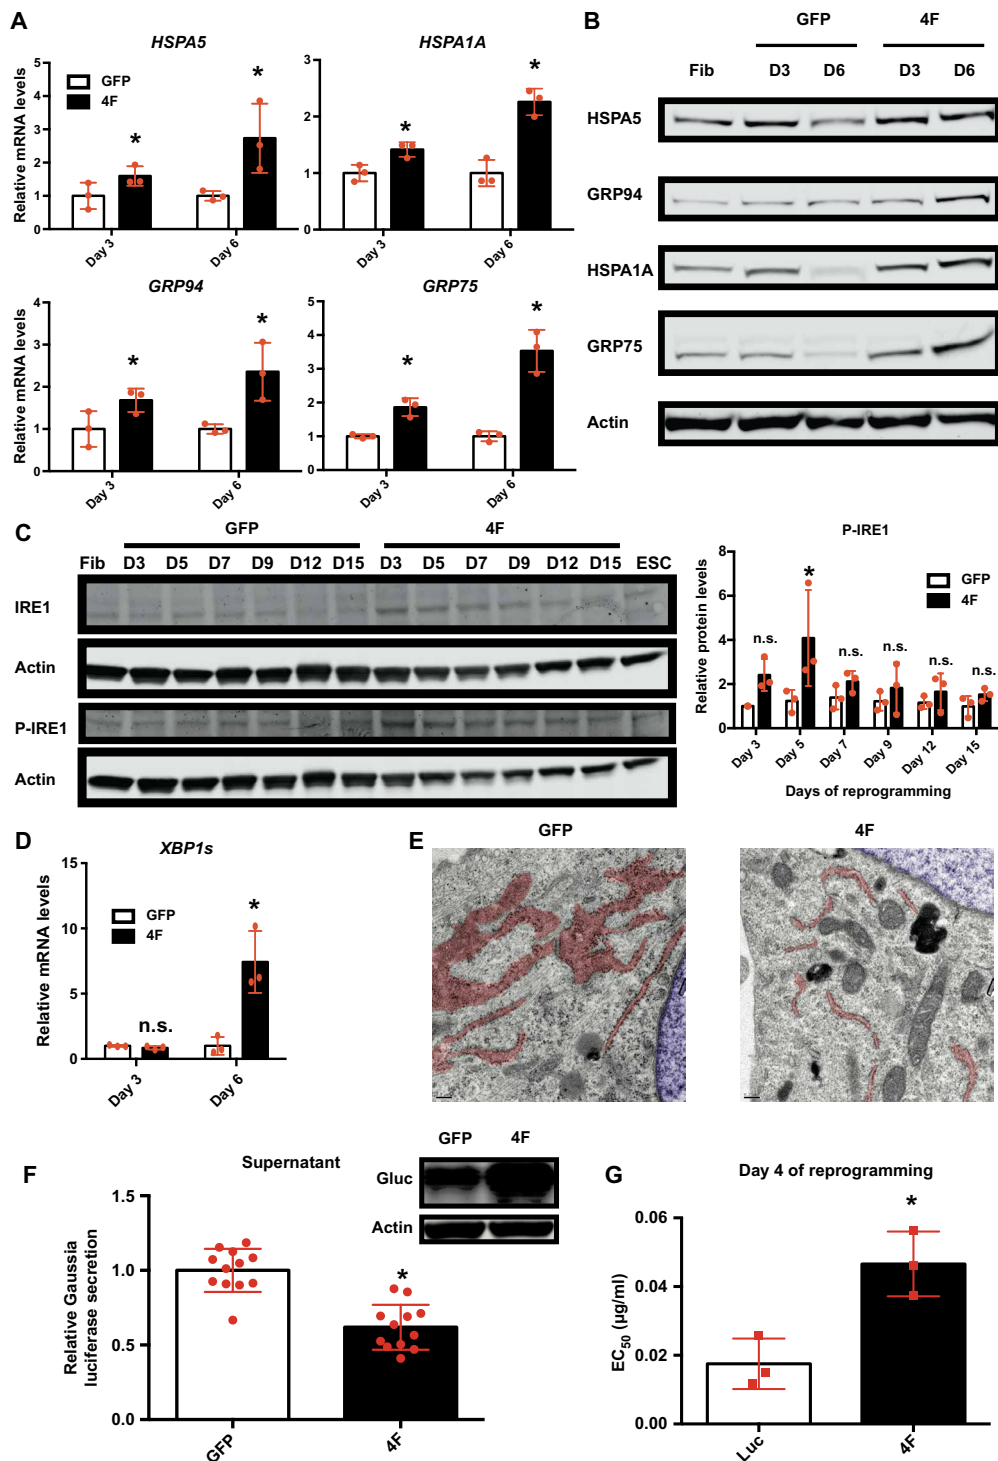 A
HSPA5
Relative mRNA levels
5
4
3
2
1
0
GFP
4F
*
*
Day 3
Day 6
HSPA1A
3
2
1
0
*
*
Day 3
Day 6
GRP94
Relative mRNA levels
4
3
2
1
0
*
*
Day 3
Day 6
GRP75
5
4
3
2
1
0
*
*
Day 3
Day 6
B
GFP
4F
Fib
D3
D6
D3
D6
HSPA5
GRP94
HSPA1A
GRP75
Actin
C
GFP
4F
Fib D3 D5 D7 D9 D12 D15 D3 D5 D7 D9 D12 D15 ESC
IRE1
Actin
P-IRE1
Actin
P-IRE1
Relative protein levels
8
6
4
2
0
GFP
4F
n.s.
*
n.s.
n.s.
n.s.
n.s.
Day 3
Day 5
Day 7
Day 9
Day 12
Day 15
Days of reprogramming
D
XBP1s
Relative mRNA levels
15
10
5
0
GFP
4F
n.s.
*
Day 3
Day 6
E
GFP
4F
F
Supernatant
Relative Gaussia
luciferase secretion
1.5
1.0
0.5
0.0
*
GFP
4F
GFP
4F
Gluc
Actin
G
Day 4 of reprogramming
EC50 (μg/ml)
0.06
0.04
0.02
0.00
*
Luc
4F